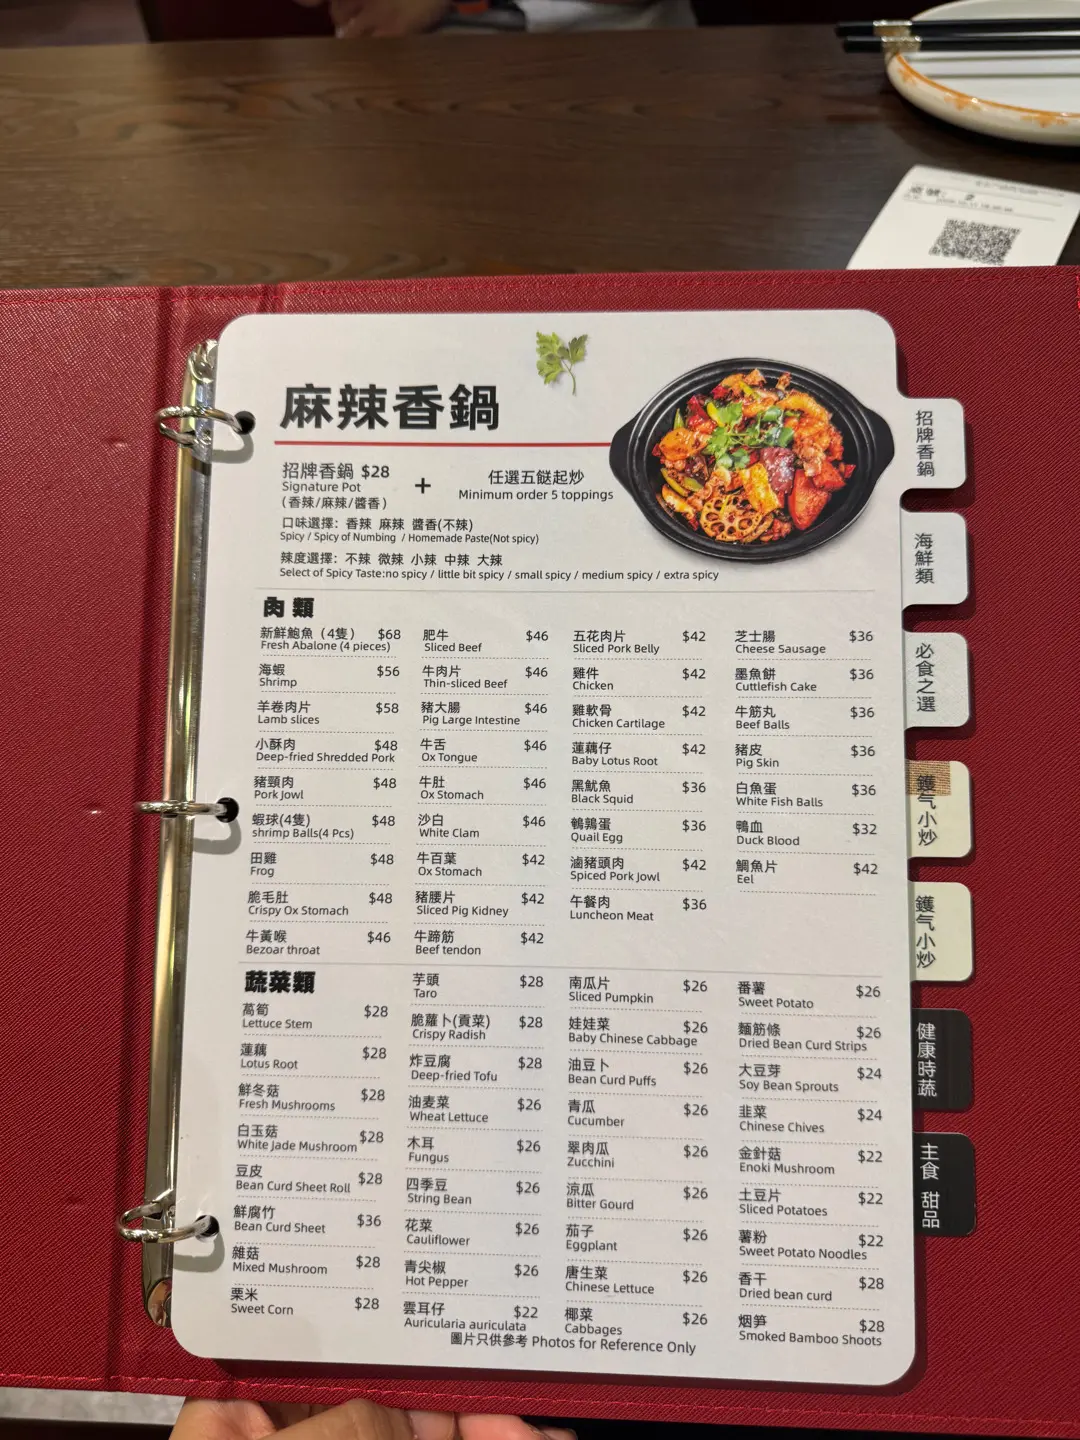 麻辣香鍋
招牌香鍋 $28
Signature Pot
(香辣/麻辣/醬香)
+
任選五餸起炒
Minimum order 5 toppings
口味選擇: 香辣 麻辣 醬香(不辣)
Spicy / Spicy of Numbing / Homemade Paste(Not spicy)
辣度選擇: 不辣 微辣 小辣 中辣 大辣
Select of Spicy Taste:no spicy / little bit spicy / small spicy / medium spicy / extra spicy
肉類
新鮮鮑魚 (4隻) $68
Fresh Abalone (4 pieces)
海蝦 $56
Shrimp
羊卷肉片 $58
Lamb slices
小酥肉 $48
Deep-fried Shredded Pork
豬頸肉 $48
Pork Jowl
蝦球(4隻) $48
shrimp Balls(4 Pcs)
田雞 $48
Frog
脆毛肚 $48
Crispy Ox Stomach
牛黃喉 $46
Bezoar throat
肥牛 $46
Sliced Beef
牛肉片 $46
Thin-sliced Beef
豬大腸 $46
Pig Large Intestine
牛舌 $46
Ox Tongue
牛肚 $46
Ox Stomach
沙白 $46
White Clam
牛百葉 $42
Ox Stomach
豬腰片 $42
Sliced Pig Kidney
牛蹄筋 $42
Beef tendon
五花肉片 $42
Sliced Pork Belly
雞件 $42
Chicken
雞軟骨 $42
Chicken Cartilage
蓮藕仔 $42
Baby Lotus Root
黑魷魚 $36
Black Squid
鵪鶉蛋 $36
Quail Egg
滷豬頭肉 $42
Spiced Pork Jowl
午餐肉 $36
Luncheon Meat
芝士腸 $36
Cheese Sausage
墨魚餅 $36
Cuttlefish Cake
牛筋丸 $36
Beef Balls
豬皮 $36
Pig Skin
白魚蛋 $36
White Fish Balls
鴨血 $32
Duck Blood
鯛魚片 $42
Eel
蔬菜類
萵筍 $28
Lettuce Stem
蓮藕 $28
Lotus Root
鮮冬菇 $28
Fresh Mushrooms
白玉菇 $28
White Jade Mushroom
豆皮 $28
Bean Curd Sheet Roll
鮮腐竹 $36
Bean Curd Sheet
雜菇 $28
Mixed Mushroom
栗米 $28
Sweet Corn
芋頭 $28
Taro
脆蘿卜(貢菜) $28
Crispy Radish
炸豆腐 $28
Deep-fried Tofu
油麦菜 $26
Wheat Lettuce
木耳 $26
Fungus
四季豆 $26
String Bean
花菜 $26
Cauliflower
青尖椒 $26
Hot Pepper
雲耳仔 $22
Auricularia auriculata
南瓜片 $26
Sliced Pumpkin
娃娃菜 $26
Baby Chinese Cabbage
油豆卜 $26
Bean Curd Puffs
青瓜 $26
Cucumber
翠肉瓜 $26
Zucchini
涼瓜 $26
Bitter Gourd
茄子 $26
Eggplant
唐生菜 $26
Chinese Lettuce
椰菜 $26
Cabbages
番薯 $26
Sweet Potato
麵筋條 $26
Dried Bean Curd Strips
大豆芽 $24
Soy Bean Sprouts
韭菜 $24
Chinese Chives
金針菇 $22
Enoki Mushroom
土豆片 $22
Sliced Potatoes
薯粉 $22
Sweet Potato Noodles
香干 $28
Dried bean curd
烟笋 $28
Smoked Bamboo Shoots
圖片只供參考 Photos for Reference Only
招牌香鍋
海鮮類
必食之選
鑊气小炒
鑊气小炒
健康時蔬
主食 甜品